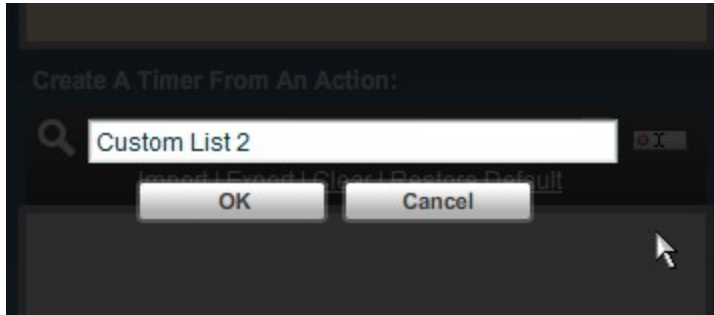 Create A Timer From An Action:
Custom List 2
Import | Export | Clear | Restore Default
OK Cancel